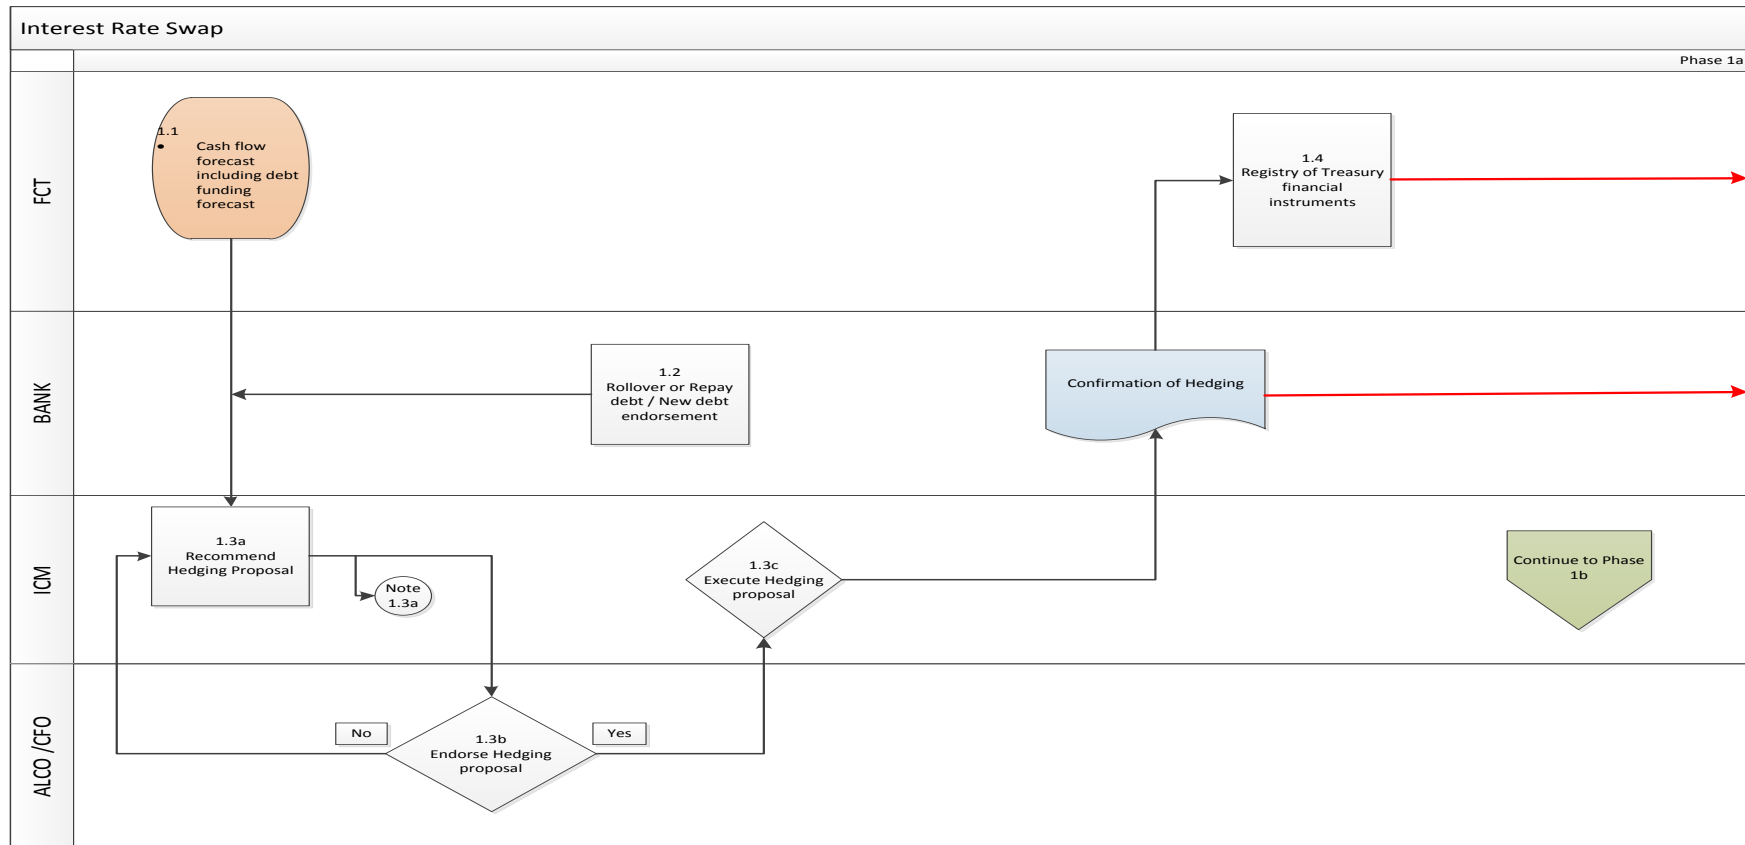 Interest Rate Swap
Phase 1a
FCT
1.1
• Cash flow
forecast
including debt
funding
forecast
1.4
Registry of Treasury
financial
instruments
BANK
1.2
Rollover or Repay
debt / New debt
endorsement
Confirmation of Hedging
ICM
1.3a
Recommend
Hedging Proposal
Note
1.3a
1.3c
Execute Hedging
proposal
Continue to Phase
1b
ALCO /CFO
No
1.3b
Endorse Hedging
proposal
Yes